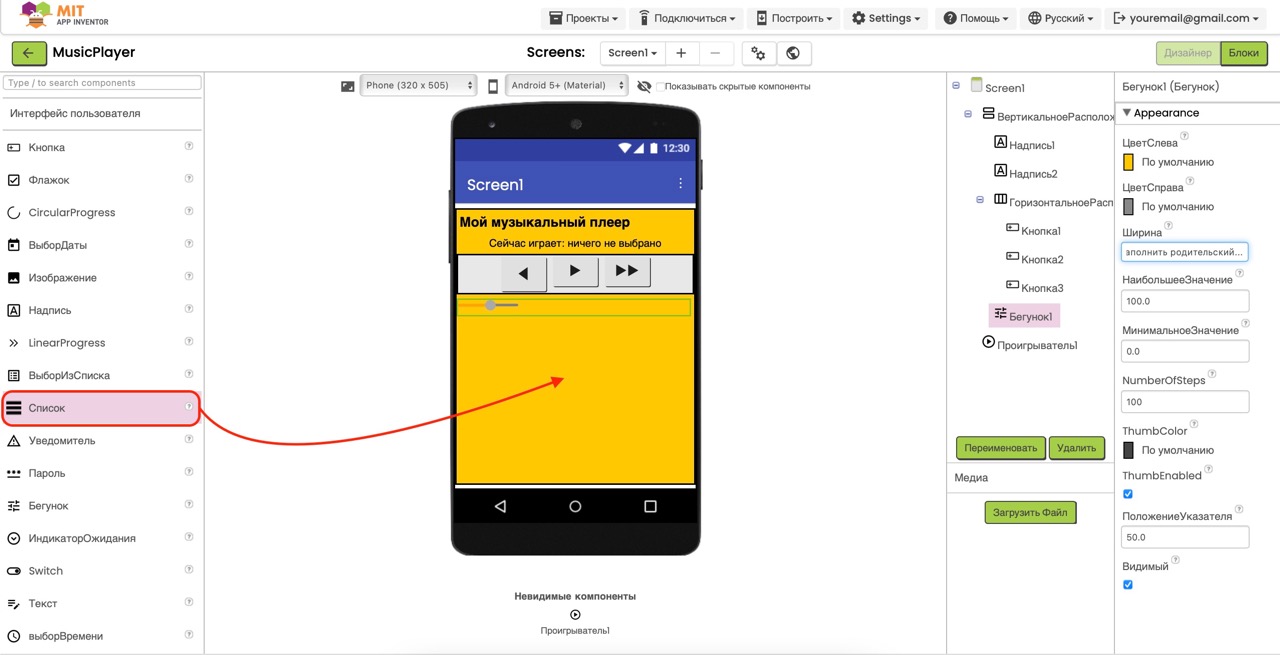 MIT
APP INVENTOR
Проекты
Подключиться
Построить
Settings
Помощь
Русский
youremail@gmail.com
MusicPlayer
Screens:
Screen1
Дизайнер
Блоки
Type / to search components
Интерфейс пользователя
Кнопка
Флажок
CircularProgress
ВыборДаты
Изображение
Надпись
LinearProgress
ВыборИзСписка
Список
Уведомитель
Пароль
Бегунок
ИндикаторОжидания
Switch
Текст
выборВремени
Phone (320 x 505)
Android 5+ (Material)
Показывать скрытые компоненты
12:30
Screen1
Мой музыкальный плеер
Сейчас играет: ничего не выбрано
Невидимые компоненты
Проигрыватель1
Screen1
ВертикальноеРасполож
Надпись1
Надпись2
ГоризонтальноеРасп
Кнопка1
Кнопка2
Кнопка3
Бегунок1
Проигрыватель1
Переименовать
Удалить
Медиа
Загрузить Файл
Бегунок1 (Бегунок)
Appearance
ЦветСлева
По умолчанию
ЦветСправа
По умолчанию
Ширина
аполнить родительский...
НаибольшееЗначение
100.0
МинимальноеЗначение
0.0
NumberOfSteps
100
ThumbColor
По умолчанию
ThumbEnabled
ПоложениеУказателя
50.0
Видимый